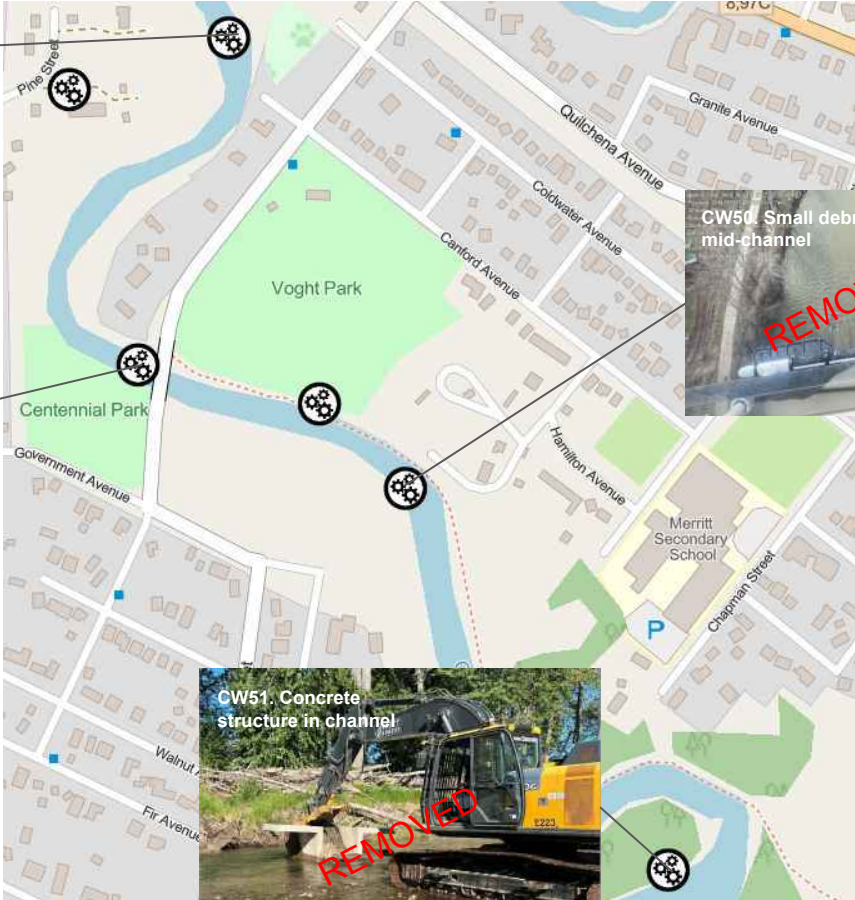 8,97C
Pine Street
Granite Avenue
Quilchena Avenue
Coldwater Avenue
CW50. Small debr
mid-channel
REMO
Canford Avenue
Voght Park
Centennial Park
Government Avenue
Hamilton Avenue
Merritt
Secondary
School
Chapman Street
P
CW51. Concrete
structure in channel
REMOVED
E223
Walnut A
Fir Avenue